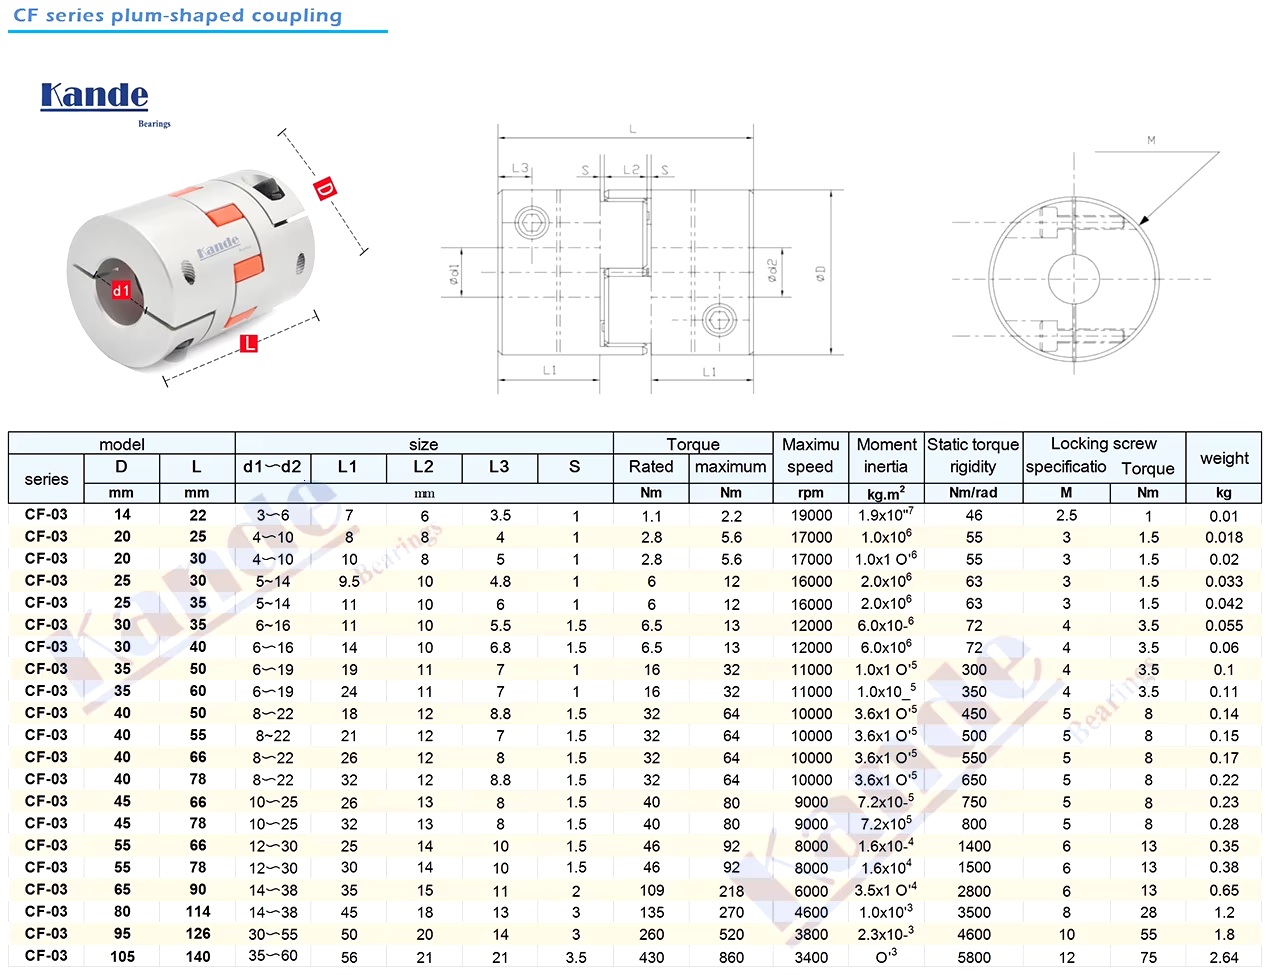 CF series plum-shaped coupling
Kande
Bearings
D
Kande
d1
L
L
L3 S L2 S
Ød1 Ød2 ØD
L1 L1
M
model size Torque Maximu speed Moment inertia Static torque rigidity Locking screw weight
series D L d1~d2 L1 L2 L3 S Rated maximum specificatio Torque
mm mm mm Nm Nm rpm kg.m² Nm/rad M Nm kg
CF-03 14 22 3~6 7 6 3.5 1 1.1 2.2 19000 1.9x10"7 46 2.5 1 0.01
CF-03 20 25 4~10 8 8 4 1 2.8 5.6 17000 1.0x10⁶ 55 3 1.5 0.018
CF-03 20 30 4~10 10 8 5 1 2.8 5.6 17000 1.0x1 O'⁶ 55 3 1.5 0.02
CF-03 25 30 5~14 9.5 10 4.8 1 6 12 16000 2.0x10⁶ 63 3 1.5 0.033
CF-03 25 35 5~14 11 10 6 1 6 12 16000 2.0x10⁶ 63 3 1.5 0.042
CF-03 30 35 6~16 11 10 5.5 1.5 6.5 13 12000 6.0x10-⁶ 72 4 3.5 0.055
CF-03 30 40 6~16 14 10 6.8 1.5 6.5 13 12000 6.0x10⁶ 72 4 3.5 0.06
CF-03 35 50 6~19 19 11 7 1 16 32 11000 1.0x1 O'⁵ 300 4 3.5 0.1
CF-03 35 60 6~19 24 11 7 1 16 32 11000 1.0x10_⁵ 350 4 3.5 0.11
CF-03 40 50 8~22 18 12 8.8 1.5 32 64 10000 3.6x1 O'⁵ 450 5 8 0.14
CF-03 40 55 8~22 21 12 7 1.5 32 64 10000 3.6x1 O'⁵ 500 5 8 0.15
CF-03 40 66 8~22 26 12 8 1.5 32 64 10000 3.6x1 O'⁵ 550 5 8 0.17
CF-03 40 78 8~22 32 12 8.8 1.5 32 64 10000 3.6x1 O'⁵ 650 5 8 0.22
CF-03 45 66 10~25 26 13 8 1.5 40 80 9000 7.2x10-⁵ 750 5 8 0.23
CF-03 45 78 10~25 32 13 8 1.5 40 80 9000 7.2x10⁵ 800 5 8 0.28
CF-03 55 66 12~30 25 14 10 1.5 46 92 8000 1.6x10-⁴ 1400 6 13 0.35
CF-03 55 78 12~30 30 14 10 1.5 46 92 8000 1.6x10⁴ 1500 6 13 0.38
CF-03 65 90 14~38 35 15 11 2 109 218 6000 3.5x1 O'⁴ 2800 6 13 0.65
CF-03 80 114 14~38 45 18 13 3 135 270 4600 1.0x10'³ 3500 8 28 1.2
CF-03 95 126 30~55 50 20 14 3 260 520 3800 2.3x10-³ 4600 10 55 1.8
CF-03 105 140 35~60 56 21 21 3.5 430 860 3400 O'³ 5800 12 75 2.64
Kande
Bearings
Kande
Bearings